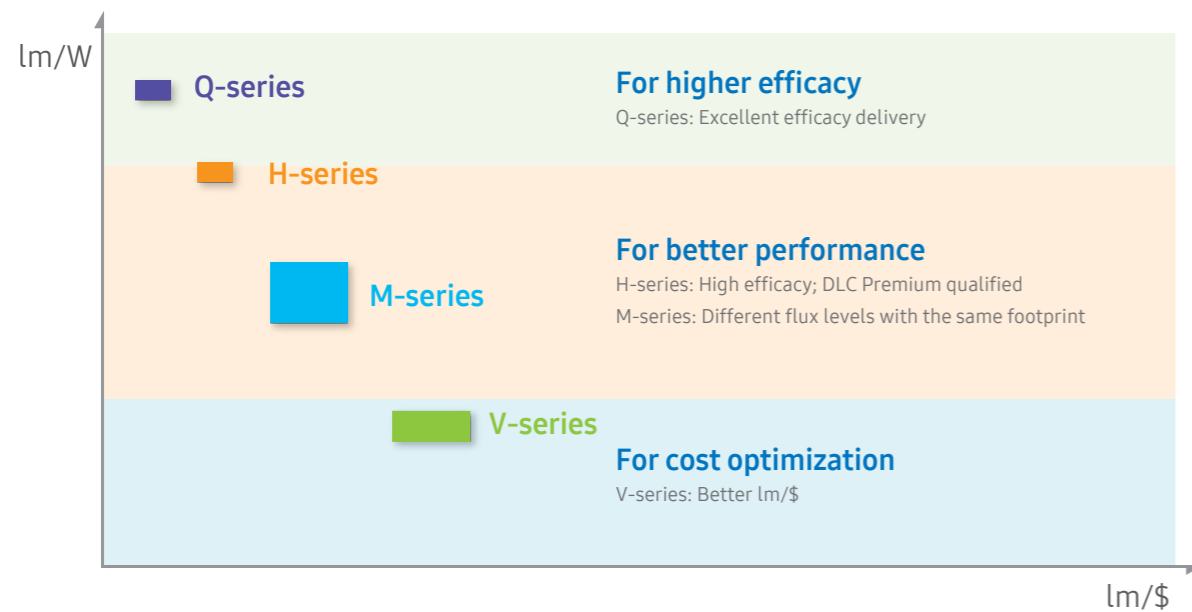 lm/W
Q-series
For higher efficacy
Q-series: Excellent efficacy delivery
H-series
For better performance
H-series: High efficacy; DLC Premium qualified
M-series
M-series: Different flux levels with the same footprint
V-series
For cost optimization
V-series: Better lm/$
lm/$